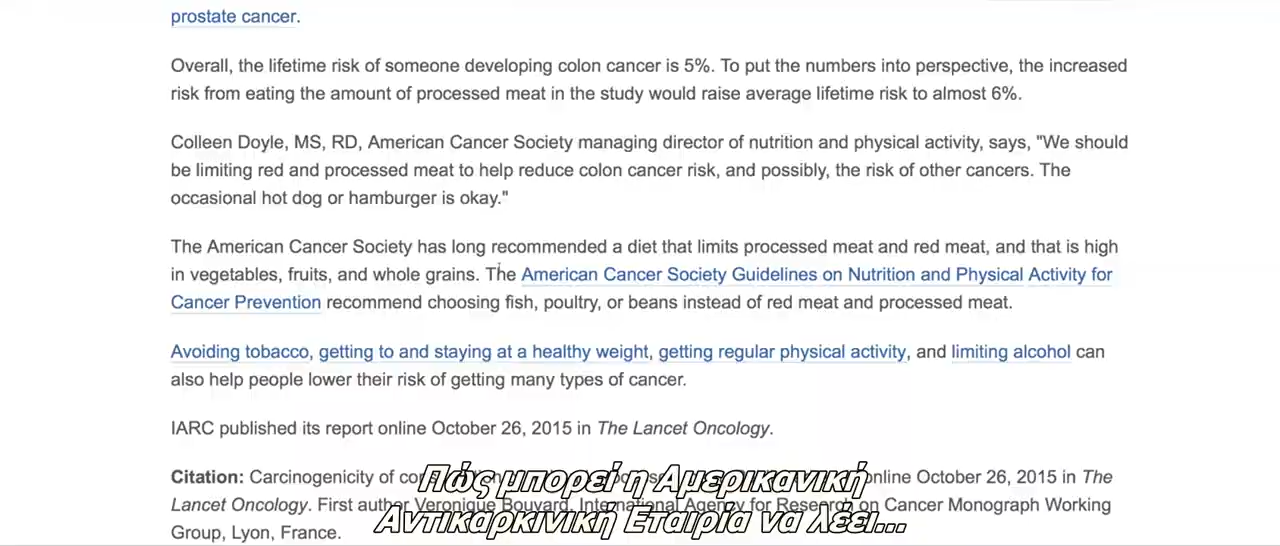 prostate cancer.
Overall, the lifetime risk of someone developing colon cancer is 5%. To put the numbers into perspective, the increased
risk from eating the amount of processed meat in the study would raise average lifetime risk to almost 6%.
Colleen Doyle, MS, RD, American Cancer Society managing director of nutrition and physical activity, says, "We should
be limiting red and processed meat to help reduce colon cancer risk, and possibly, the risk of other cancers. The
occasional hot dog or hamburger is okay."
The American Cancer Society has long recommended a diet that limits processed meat and red meat, and that is high
in vegetables, fruits, and whole grains. The American Cancer Society Guidelines on Nutrition and Physical Activity for
Cancer Prevention recommend choosing fish, poultry, or beans instead of red meat and processed meat.
Avoiding tobacco, getting to and staying at a healthy weight, getting regular physical activity, and limiting alcohol can
also help people lower their risk of getting many types of cancer.
IARC published its report online October 26, 2015 in The Lancet Oncology.
Citation: Carcinogenicity of online October 26, 2015 in The
Lancet Oncology. First author Veronique Bouvard, International Agency for Research on Cancer Monograph Working
Group, Lyon, France.
Πώς μπορεί η Αμερικανική
Αντικαρκινική Εταιρία να λέει...